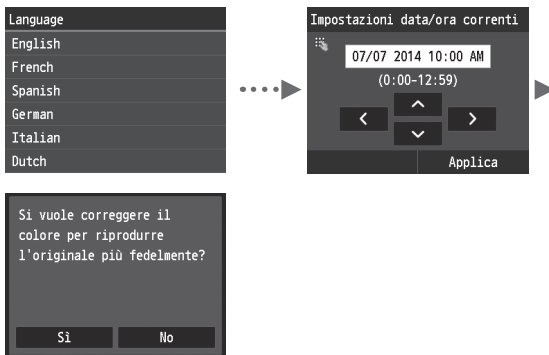 Language
English
French
Spanish
German
Italian
Dutch
Impostazioni data/ora correnti
07/07 2014 10:00 AM
(0:00-12:59)
Applica
Si vuole correggere il
colore per riprodurre
l'originale più fedelmente?
Sì
No